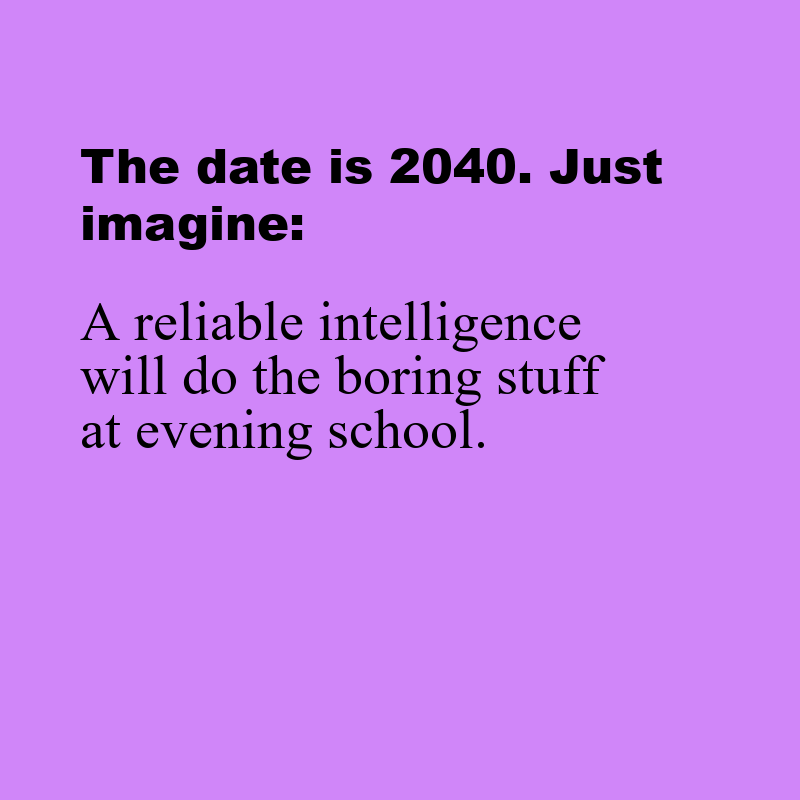 The date is 2040. Just
imagine:
A reliable intelligence
will do the boring stuff
at evening school.